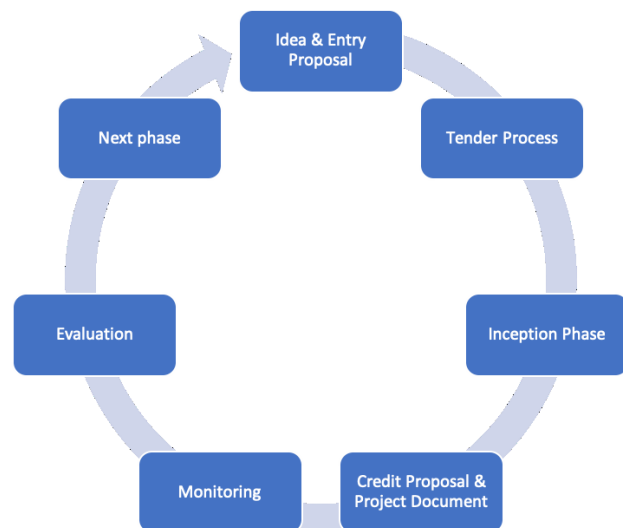 Idea & Entry
Proposal
Tender Process
Inception Phase
Credit Proposal &
Project Document
Monitoring
Evaluation
Next phase